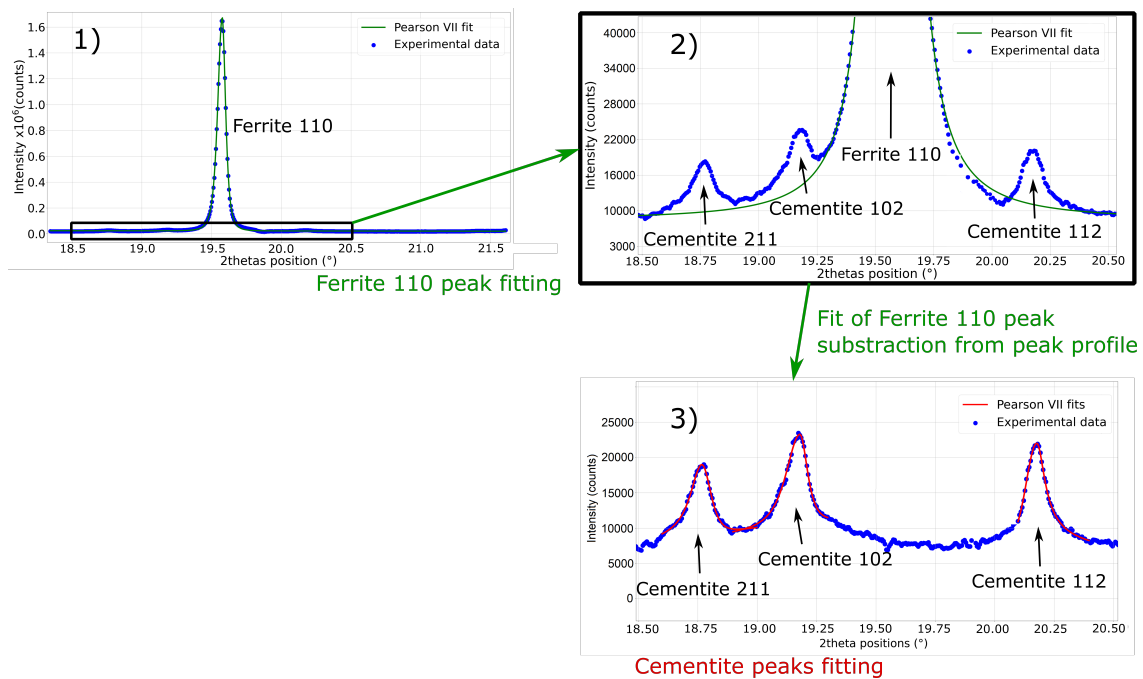 1)
Pearson VII fit
Experimental data
Ferrite 110
Intensity x10⁶(counts)
1.6
1.4
1.2
1.0
0.8
0.6
0.4
0.2
0.0
18.5 19.0 19.5 20.0 20.5 21.0 21.5
2thetas position (°)
Ferrite 110 peak fitting
2)
Pearson VII fit
Experimental data
Intensity (counts)
40000
34000
28000
22000
16000
10000
3000
Ferrite 110
Cementite 102
Cementite 211
Cementite 112
18.50 18.75 19.00 19.25 19.50 19.75 20.00 20.25 20.50
2thetas position (°)
Fit of Ferrite 110 peak
substraction from peak profile
3)
Pearson VII fits
Experimental data
Intensity (counts)
25000
20000
15000
10000
5000
0
Cementite 102
Cementite 211
Cementite 112
18.50 18.75 19.00 19.25 19.50 19.75 20.00 20.25 20.50
2theta positions (°)
Cementite peaks fitting